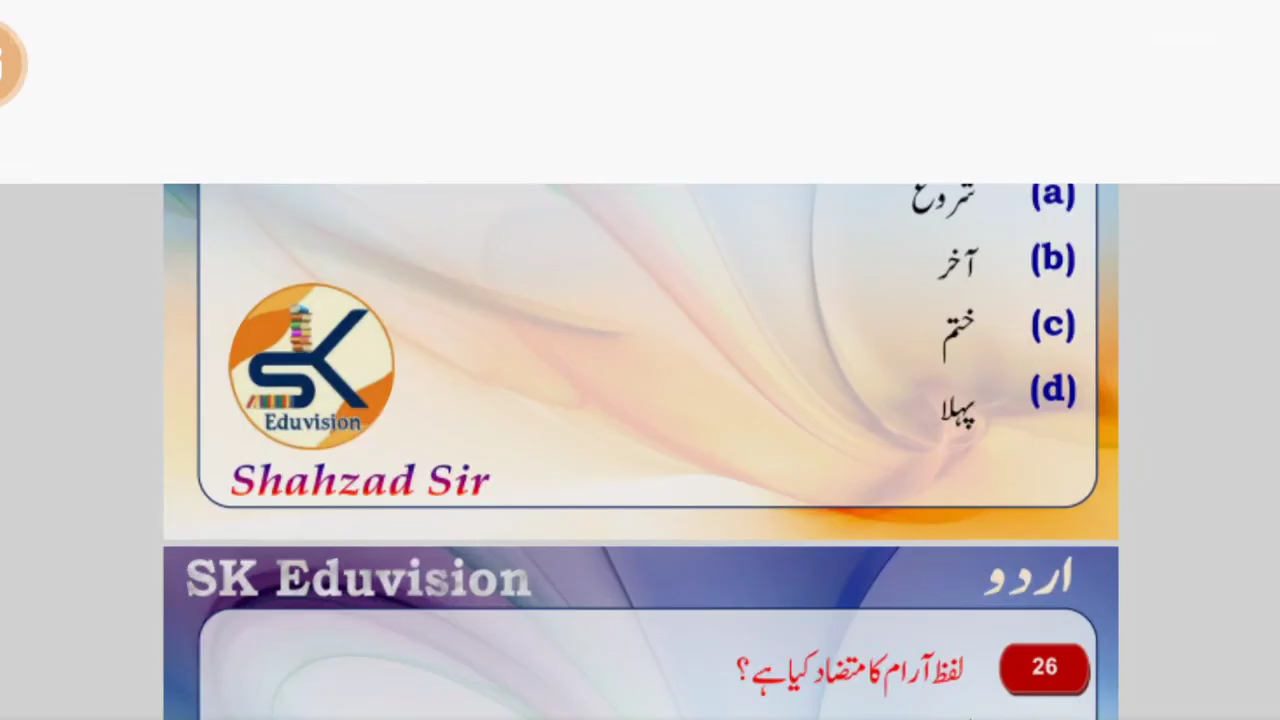 (a) شروع
(b) آخر
(c) ختم
(d) پہلا
SK
Eduvision
Shahzad Sir
SK Eduvision
اردو
26 لفظ آرام کا متضاد کیا ہے؟